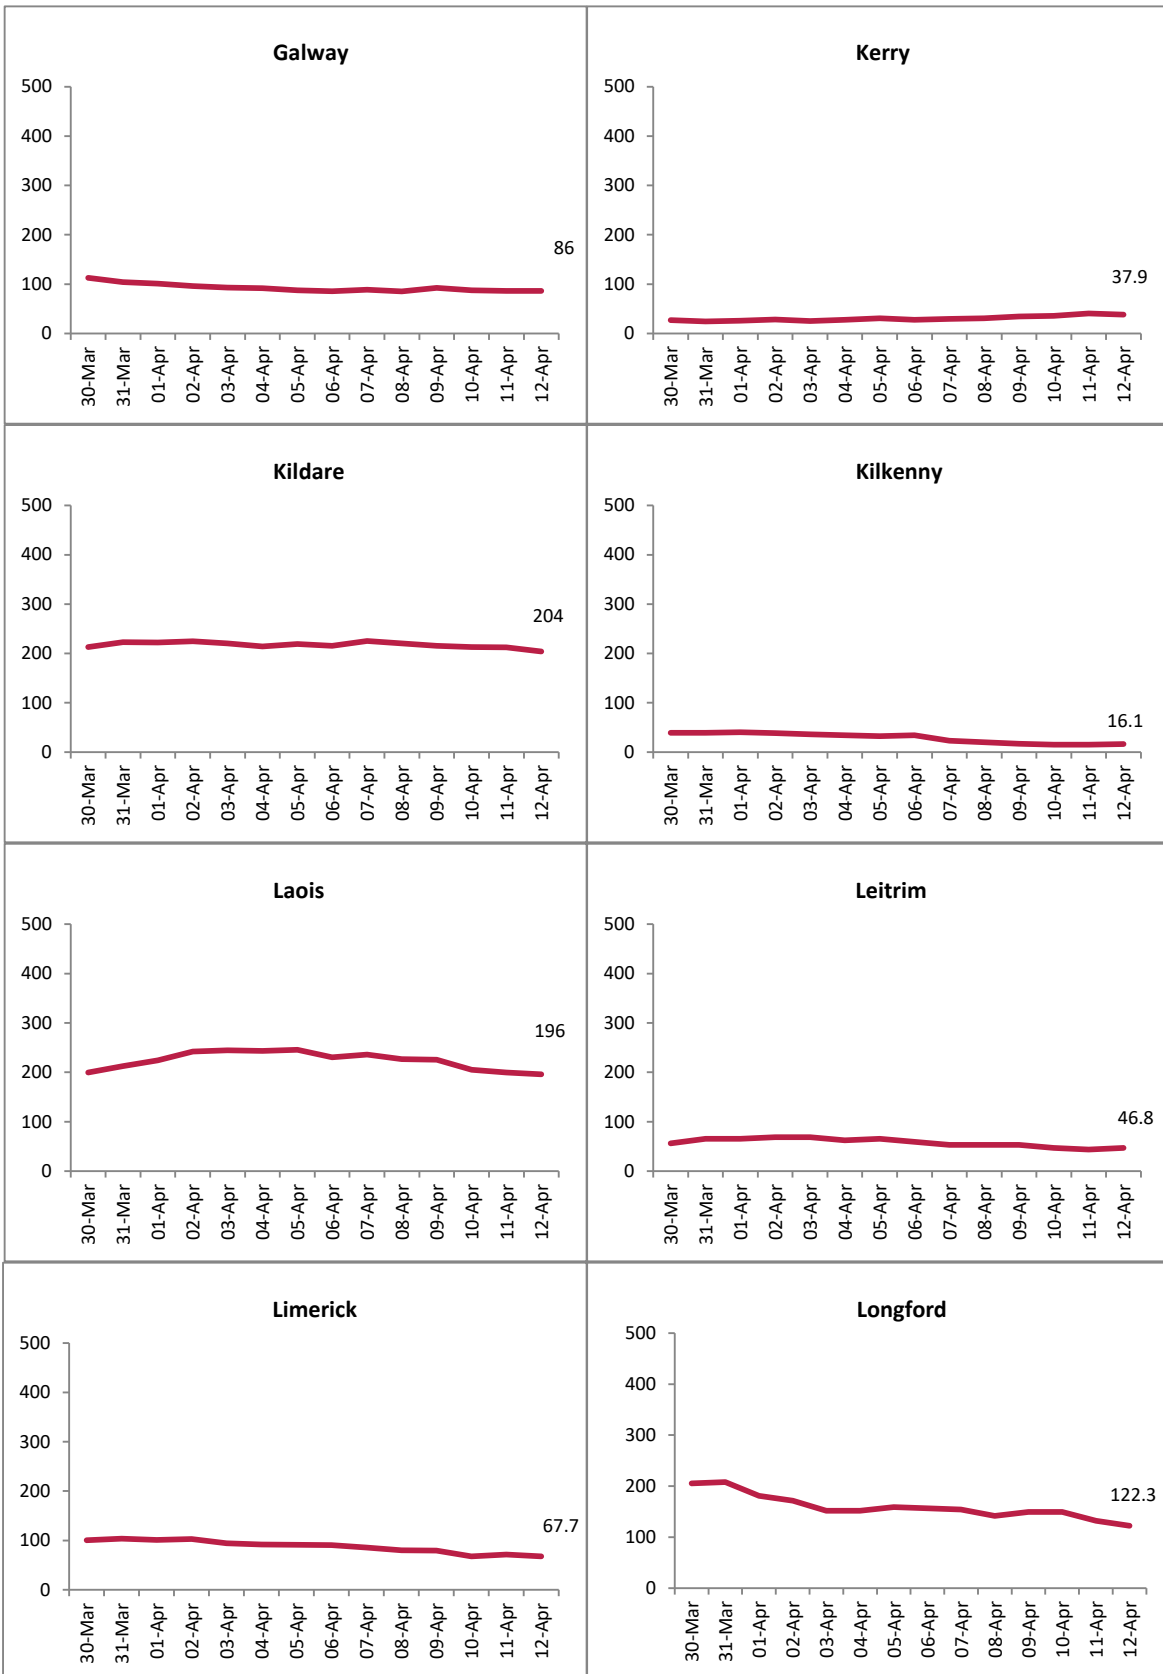 Galway
500
400
300
200
100
0
86
30-Mar
31-Mar
01-Apr
02-Apr
03-Apr
04-Apr
05-Apr
06-Apr
07-Apr
08-Apr
09-Apr
10-Apr
11-Apr
12-Apr
Kerry
500
400
300
200
100
0
37.9
30-Mar
31-Mar
01-Apr
02-Apr
03-Apr
04-Apr
05-Apr
06-Apr
07-Apr
08-Apr
09-Apr
10-Apr
11-Apr
12-Apr
Kildare
500
400
300
200
100
0
204
30-Mar
31-Mar
01-Apr
02-Apr
03-Apr
04-Apr
05-Apr
06-Apr
07-Apr
08-Apr
09-Apr
10-Apr
11-Apr
12-Apr
Kilkenny
500
400
300
200
100
0
16.1
30-Mar
31-Mar
01-Apr
02-Apr
03-Apr
04-Apr
05-Apr
06-Apr
07-Apr
08-Apr
09-Apr
10-Apr
11-Apr
12-Apr
Laois
500
400
300
200
100
0
196
30-Mar
31-Mar
01-Apr
02-Apr
03-Apr
04-Apr
05-Apr
06-Apr
07-Apr
08-Apr
09-Apr
10-Apr
11-Apr
12-Apr
Leitrim
500
400
300
200
100
0
46.8
30-Mar
31-Mar
01-Apr
02-Apr
03-Apr
04-Apr
05-Apr
06-Apr
07-Apr
08-Apr
09-Apr
10-Apr
11-Apr
12-Apr
Limerick
500
400
300
200
100
0
67.7
30-Mar
31-Mar
01-Apr
02-Apr
03-Apr
04-Apr
05-Apr
06-Apr
07-Apr
08-Apr
09-Apr
10-Apr
11-Apr
12-Apr
Longford
500
400
300
200
100
0
122.3
30-Mar
31-Mar
01-Apr
02-Apr
03-Apr
04-Apr
05-Apr
06-Apr
07-Apr
08-Apr
09-Apr
10-Apr
11-Apr
12-Apr